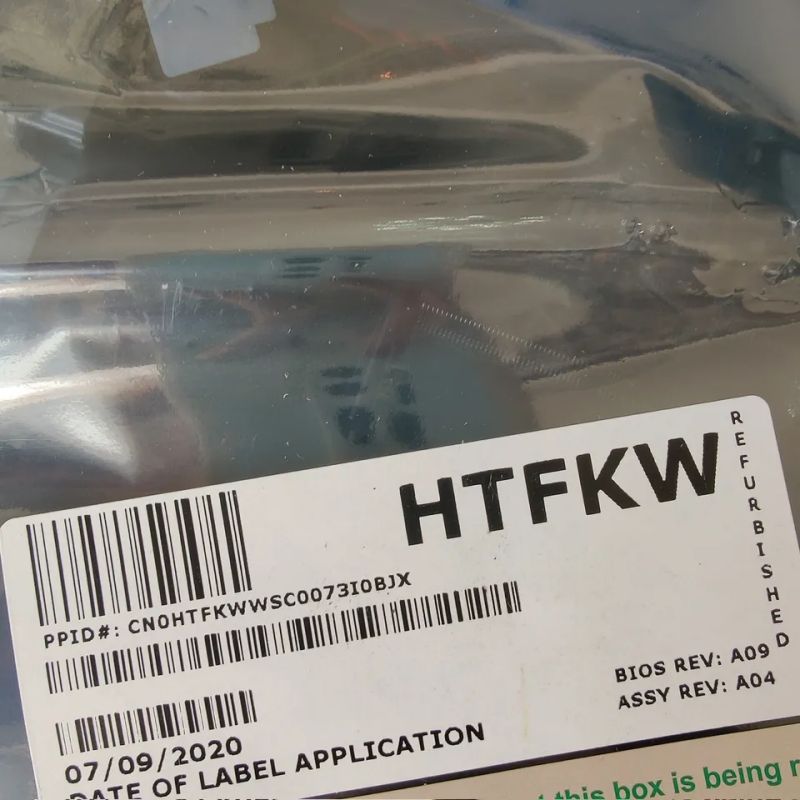 HTFKW
REFURBISHED
PPID#: CN0HTFKWWSC0073I0BJX
BIOS REV: A09
ASSY REV: A04
07/09/2020
DATE OF LABEL APPLICATION
this box is being